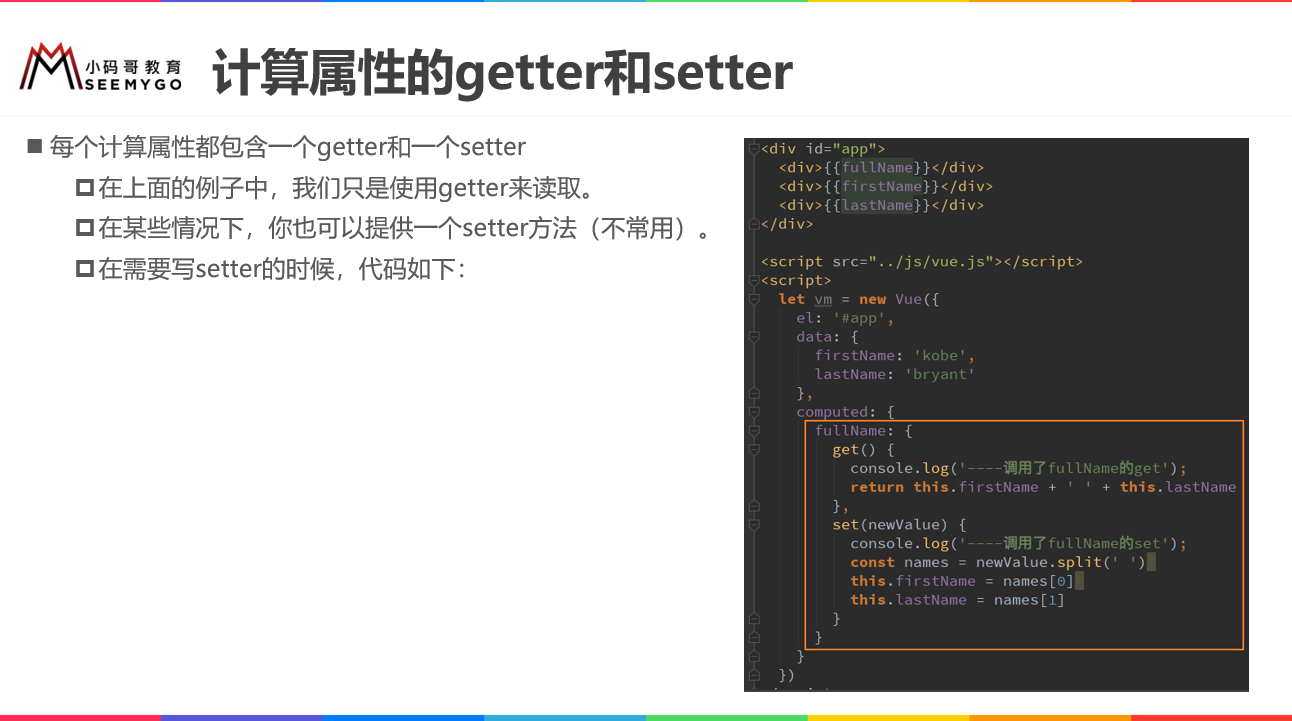 小码哥教育
SEEMYGO
计算属性的getter和setter
每个计算属性都包含一个getter和一个setter
在上面的例子中，我们只是使用getter来读取。
在某些情况下，你也可以提供一个setter方法（不常用）。
在需要写setter的时候，代码如下：
<div id="app">
  <div>{{fullName}}</div>
  <div>{{firstName}}</div>
  <div>{{lastName}}</div>
</div>
<script src="../js/vue.js"></script>
<script>
  let vm = new Vue({
    el: '#app',
    data: {
      firstName: 'kobe',
      lastName: 'bryant'
    },
    computed: {
      fullName: {
        get() {
          console.log('----调用了fullName的get');
          return this.firstName + ' ' + this.lastName
        },
        set(newValue) {
          console.log('----调用了fullName的set');
          const names = newValue.split(' ')
          this.firstName = names[0]
          this.lastName = names[1]
        }
      }
    }
  })